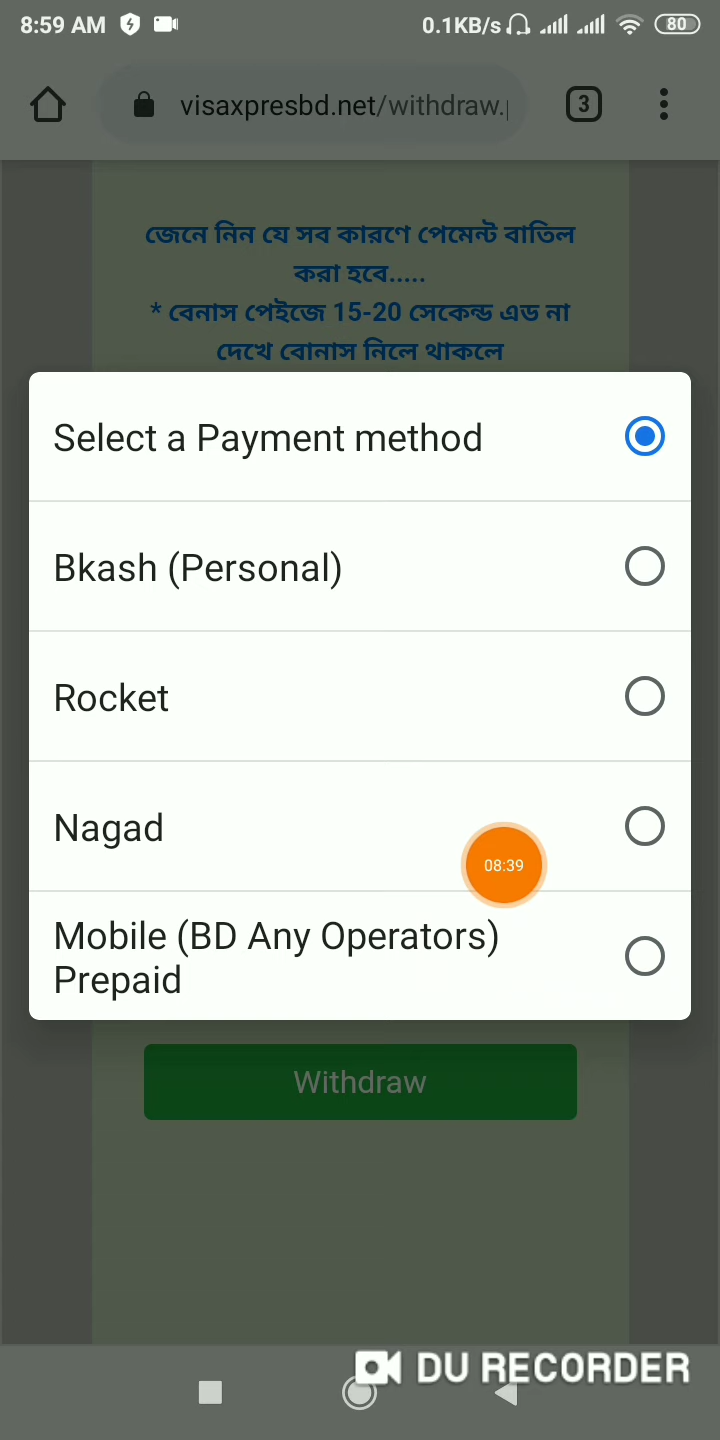 8:59 AM 0.1KB/s 80
visaxpresbd.net/withdraw. 3
জেনে নিন যে সব কারণে পেমেন্ট বাতিল
করা হবে.....
* বেনাস পেইজে 15-20 সেকেন্ড এড না
দেখে বোনাস নিলে থাকলে
Select a Payment method
Bkash (Personal)
Rocket
Nagad
08:39
Mobile (BD Any Operators)
Prepaid
Withdraw
DU RECORDER